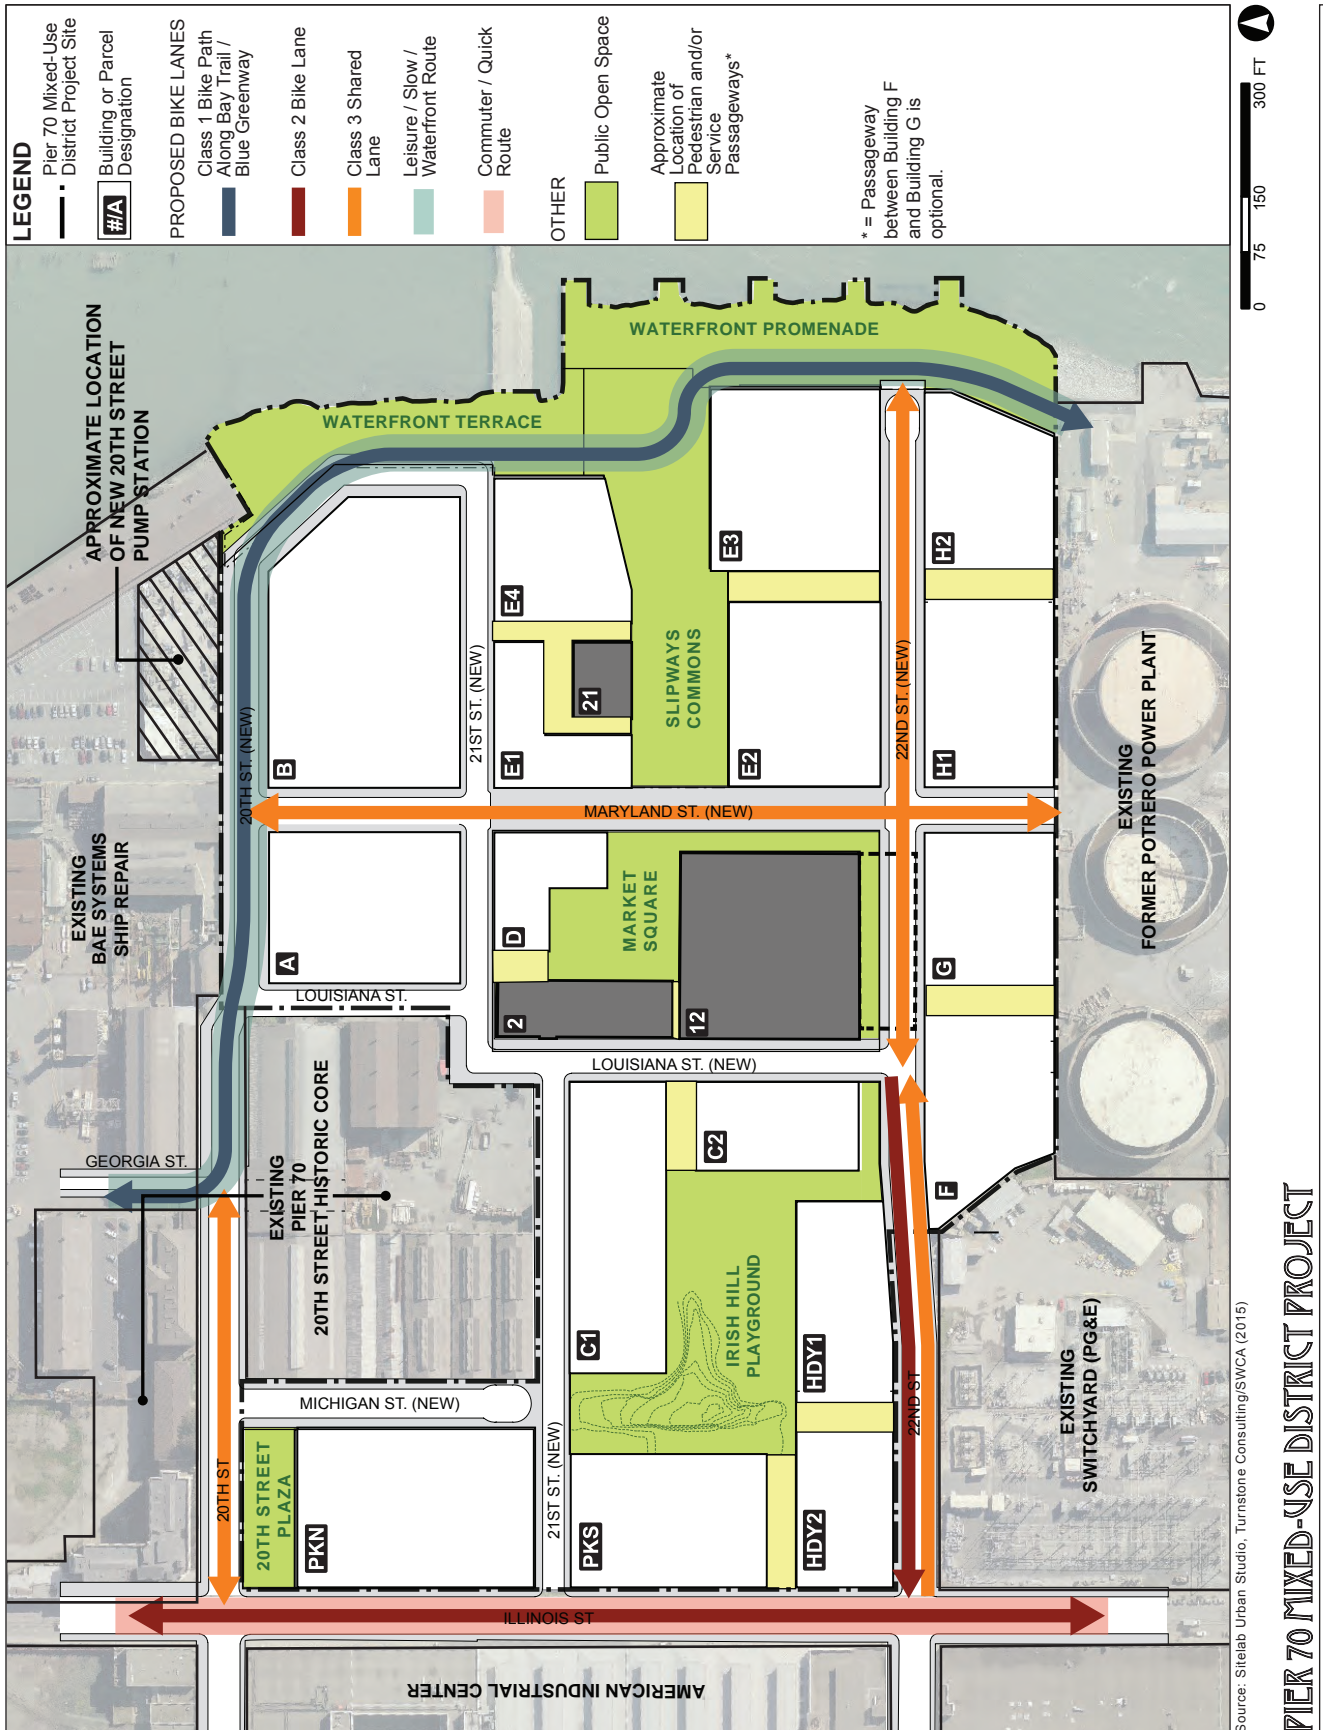 LEGEND
Pier 70 Mixed-Use
District Project Site
#/A
Building or Parcel
Designation
PROPOSED BIKE LANES
Class 1 Bike Path
Along Bay Trail /
Blue Greenway
Class 2 Bike Lane
Class 3 Shared
Lane
Leisure / Slow /
Waterfront Route
Commuter / Quick
Route
OTHER
Public Open Space
Approximate
Location of
Pedestrian and/or
Service
Passageways*
* = Passageway
between Building F
and Building G is
optional.
0
75
150
300 FT
APPROXIMATE LOCATION
OF NEW 20TH STREET
PUMP STATION
WATERFRONT TERRACE
WATERFRONT PROMENADE
EXISTING
BAE SYSTEMS
SHIP REPAIR
20TH ST. (NEW)
B
A
21ST ST. (NEW)
E4
21
E1
SLIPWAYS
COMMONS
E3
E2
22ND ST. (NEW)
H2
H1
MARYLAND ST. (NEW)
D
MARKET
SQUARE
2
12
G
F
EXISTING
FORMER POTRERO POWER PLANT
LOUISIANA ST.
LOUISIANA ST. (NEW)
GEORGIA ST.
EXISTING
PIER 70
20TH STREET HISTORIC CORE
C2
C1
IRISH HILL
PLAYGROUND
HDY1
HDY2
PKS
MICHIGAN ST. (NEW)
20TH ST
20TH STREET
PLAZA
PKN
21ST ST. (NEW)
22ND ST
EXISTING
SWITCHYARD (PG&E)
ILLINOIS ST
AMERICAN INDUSTRIAL CENTER
Source: Sitelab Urban Studio, Turnstone Consulting/SWCA (2015)
PIER 70 MIXED-USE DISTRICT PROJECT